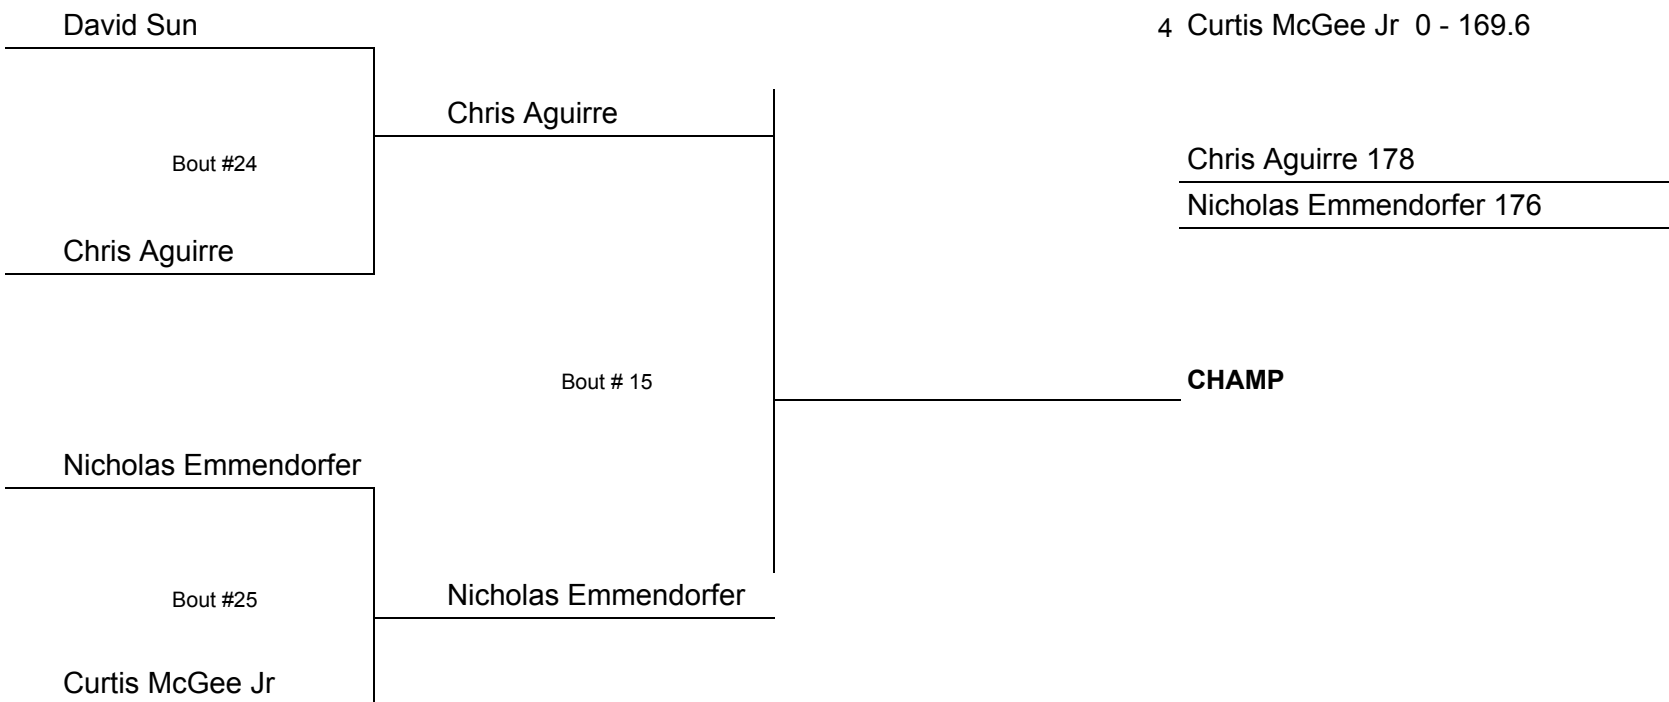 David Sun
4 Curtis McGee Jr 0 - 169.6
Chris Aguirre
Bout #24
Chris Aguirre 178
Nicholas Emmendorfer 176
Chris Aguirre
Bout # 15
CHAMP
Nicholas Emmendorfer
Bout #25
Nicholas Emmendorfer
Curtis McGee Jr